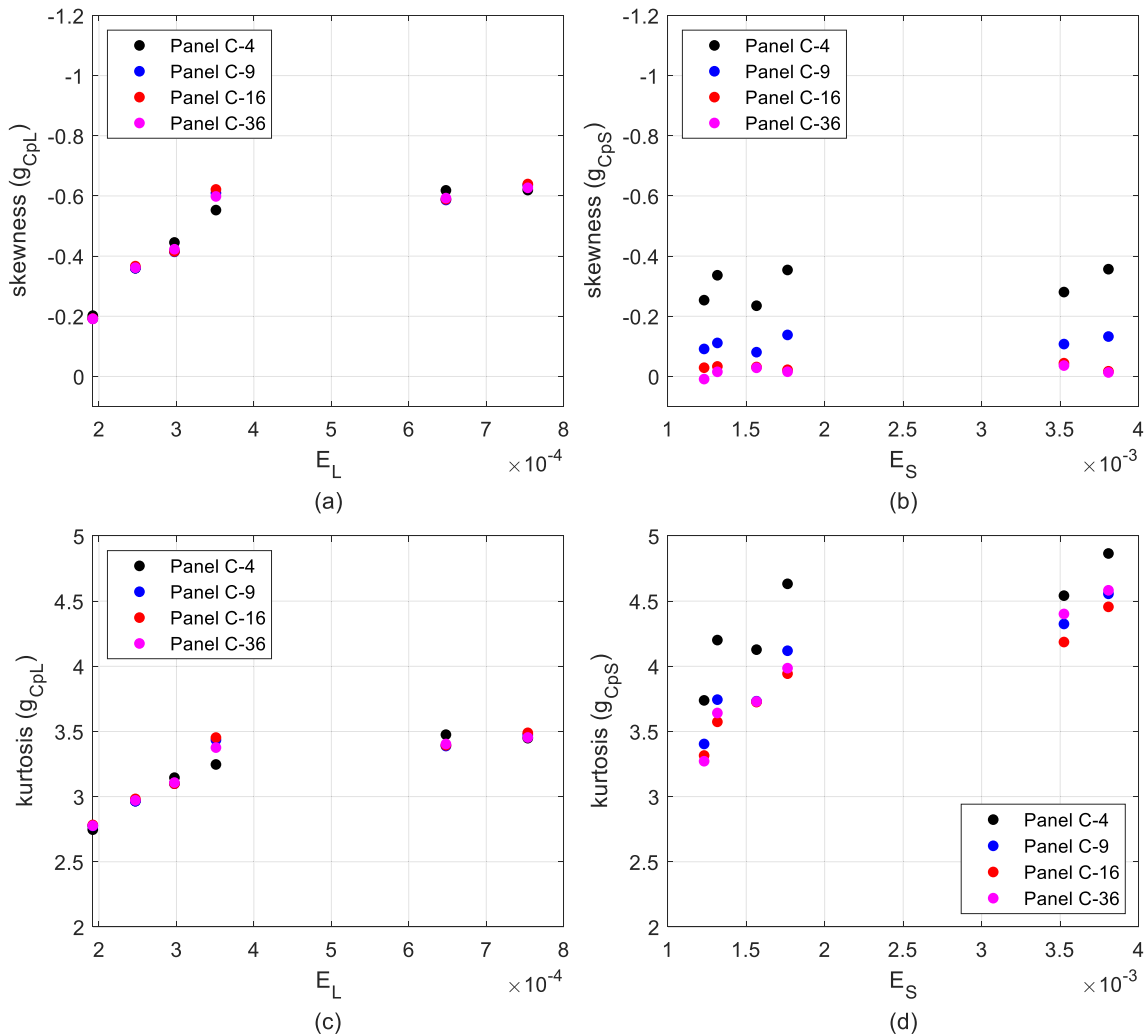 -1.2
-1
-0.8
-0.6
-0.4
-0.2
0
skewness (g_CpL)
Panel C-4
Panel C-9
Panel C-16
Panel C-36
2 3 4 5 6 7 8
E_L
×10^-4
(a)
-1.2
-1
-0.8
-0.6
-0.4
-0.2
0
skewness (g_CpS)
Panel C-4
Panel C-9
Panel C-16
Panel C-36
1 1.5 2 2.5 3 3.5 4
E_S
×10^-3
(b)
5
4.5
4
3.5
3
2.5
2
kurtosis (g_CpL)
Panel C-4
Panel C-9
Panel C-16
Panel C-36
2 3 4 5 6 7 8
E_L
×10^-4
(c)
5
4.5
4
3.5
3
2.5
2
kurtosis (g_CpS)
Panel C-4
Panel C-9
Panel C-16
Panel C-36
1 1.5 2 2.5 3 3.5 4
E_S
×10^-3
(d)